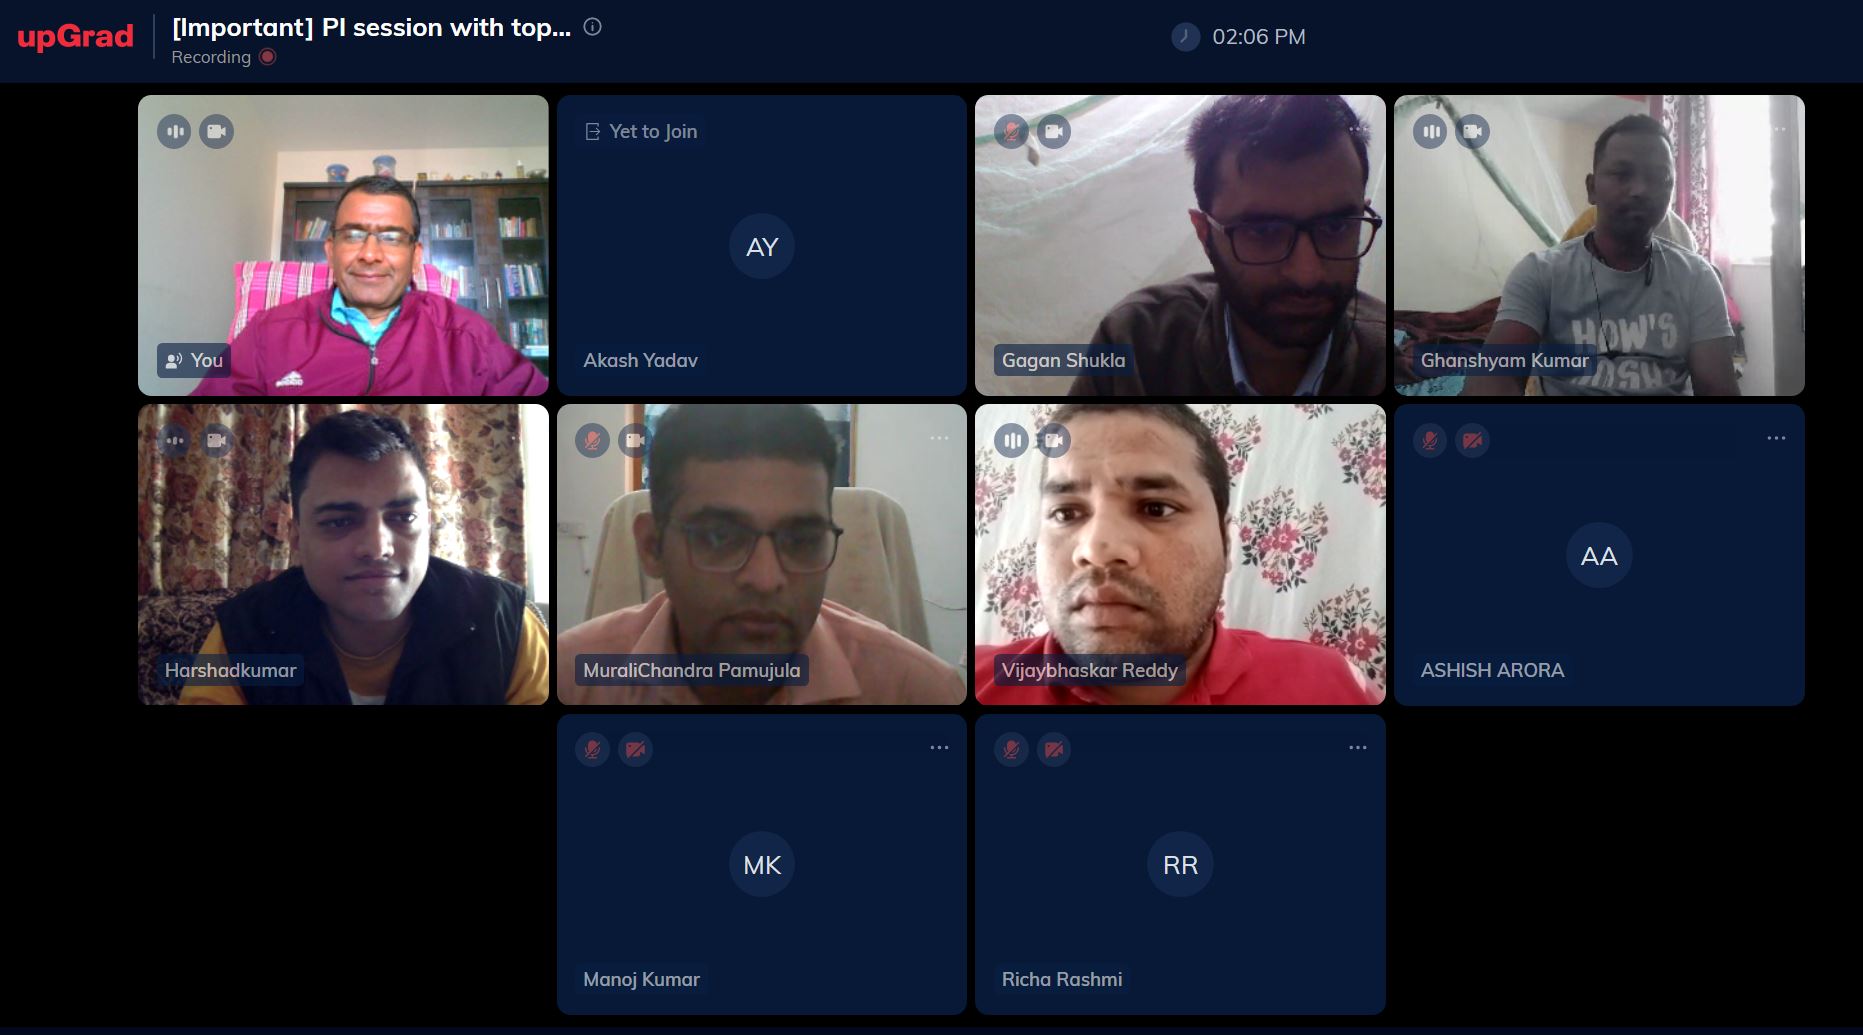 upGrad
[Important] PI session with top...
Recording
02:06 PM
You
Yet to Join
AY
Akash Yadav
Gagan Shukla
HOW'S
Ghanshyam Kumar
Harshadkumar
MuraliChandra Pamujula
Vijaybhaskar Reddy
AA
ASHISH ARORA
MK
Manoj Kumar
RR
Richa Rashmi